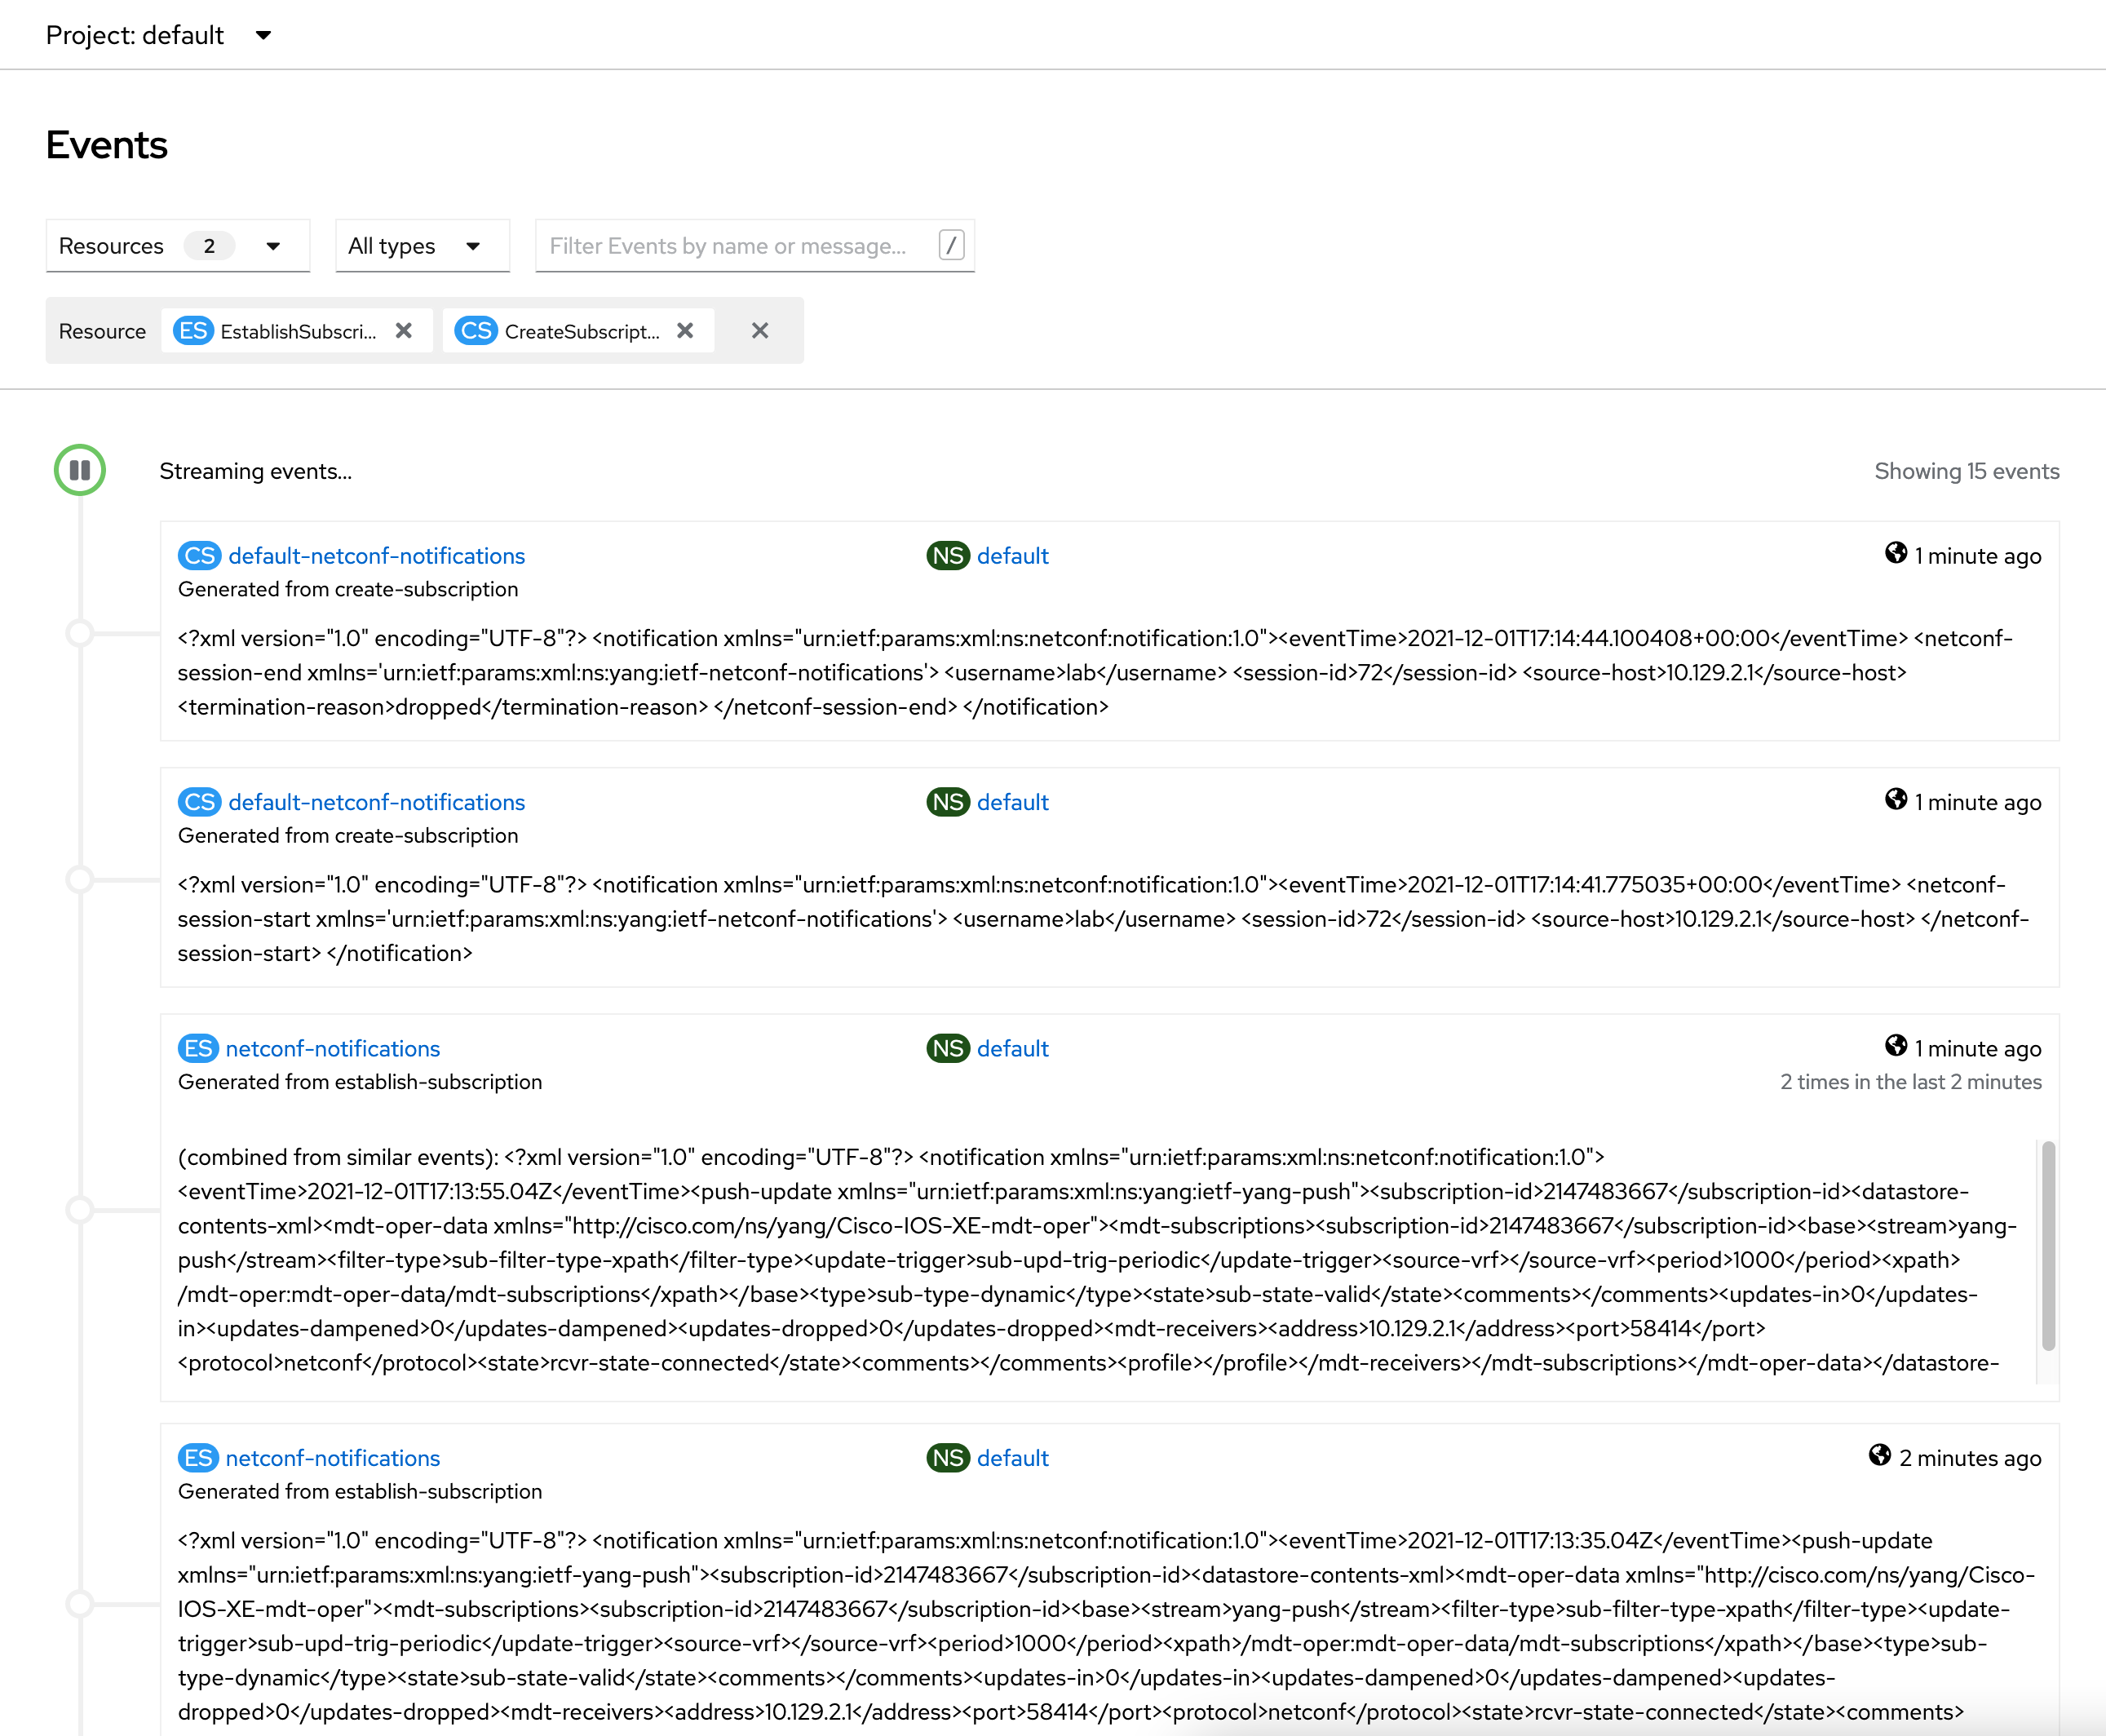 Project: default
Events
Resources 2
All types
Filter Events by name or message... /
Resource ES EstablishSubscri... CS CreateSubscript...
Streaming events...
Showing 15 events
CS default-netconf-notifications NS default 1 minute ago
Generated from create-subscription
<?xml version="1.0" encoding="UTF-8"?> <notification xmlns="urn:ietf:params:xml:ns:netconf:notification:1.0"><eventTime>2021-12-01T17:14:44.100408+00:00</eventTime> <netconf-
session-end xmlns='urn:ietf:params:xml:ns:yang:ietf-netconf-notifications'> <username>lab</username> <session-id>72</session-id> <source-host>10.129.2.1</source-host>
<termination-reason>dropped</termination-reason> </netconf-session-end> </notification>
CS default-netconf-notifications NS default 1 minute ago
Generated from create-subscription
<?xml version="1.0" encoding="UTF-8"?> <notification xmlns="urn:ietf:params:xml:ns:netconf:notification:1.0"><eventTime>2021-12-01T17:14:41.775035+00:00</eventTime> <netconf-
session-start xmlns='urn:ietf:params:xml:ns:yang:ietf-netconf-notifications'> <username>lab</username> <session-id>72</session-id> <source-host>10.129.2.1</source-host> </netconf-
session-start> </notification>
ES netconf-notifications NS default 1 minute ago
Generated from establish-subscription 2 times in the last 2 minutes
(combined from similar events): <?xml version="1.0" encoding="UTF-8"?> <notification xmlns="urn:ietf:params:xml:ns:netconf:notification:1.0">
<eventTime>2021-12-01T17:13:55.04Z</eventTime><push-update xmlns="urn:ietf:params:xml:ns:yang:ietf-yang-push"><subscription-id>2147483667</subscription-id><datastore-
contents-xml><mdt-oper-data xmlns="http://cisco.com/ns/yang/Cisco-IOS-XE-mdt-oper"><mdt-subscriptions><subscription-id>2147483667</subscription-id><base><stream>yang-
push</stream><filter-type>sub-filter-type-xpath</filter-type><update-trigger>sub-upd-trig-periodic</update-trigger><source-vrf></source-vrf><period>1000</period><xpath>
/mdt-oper:mdt-oper-data/mdt-subscriptions</xpath></base><type>sub-type-dynamic</type><state>sub-state-valid</state><comments></comments><updates-in>0</updates-
in><updates-dampened>0</updates-dampened><updates-dropped>0</updates-dropped><mdt-receivers><address>10.129.2.1</address><port>58414</port>
<protocol>netconf</protocol><state>rcvr-state-connected</state><comments></comments><profile></profile></mdt-receivers></mdt-subscriptions></mdt-oper-data></datastore-
ES netconf-notifications NS default 2 minutes ago
Generated from establish-subscription
<?xml version="1.0" encoding="UTF-8"?> <notification xmlns="urn:ietf:params:xml:ns:netconf:notification:1.0"><eventTime>2021-12-01T17:13:35.04Z</eventTime><push-update
xmlns="urn:ietf:params:xml:ns:yang:ietf-yang-push"><subscription-id>2147483667</subscription-id><datastore-contents-xml><mdt-oper-data xmlns="http://cisco.com/ns/yang/Cisco-
IOS-XE-mdt-oper"><mdt-subscriptions><subscription-id>2147483667</subscription-id><base><stream>yang-push</stream><filter-type>sub-filter-type-xpath</filter-type><update-
trigger>sub-upd-trig-periodic</update-trigger><source-vrf></source-vrf><period>1000</period><xpath>/mdt-oper:mdt-oper-data/mdt-subscriptions</xpath></base><type>sub-
type-dynamic</type><state>sub-state-valid</state><comments></comments><updates-in>0</updates-in><updates-dampened>0</updates-dampened><updates-
dropped>0</updates-dropped><mdt-receivers><address>10.129.2.1</address><port>58414</port><protocol>netconf</protocol><state>rcvr-state-connected</state><comments>